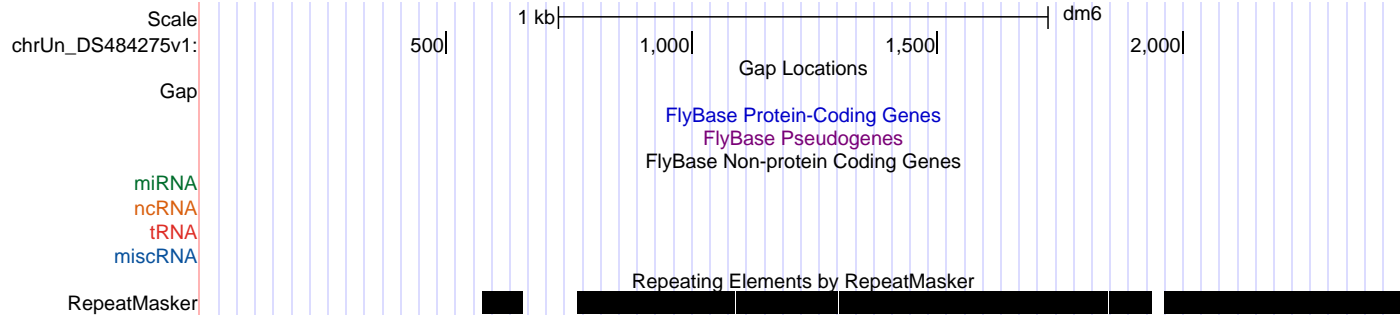 Scale 1 kb dm6
chrUn_DS484275v1: 500 1,000 1,500 2,000
Gap Locations
Gap
FlyBase Protein-Coding Genes
FlyBase Pseudogenes
FlyBase Non-protein Coding Genes
miRNA
ncRNA
tRNA
miscRNA
Repeating Elements by RepeatMasker
RepeatMasker